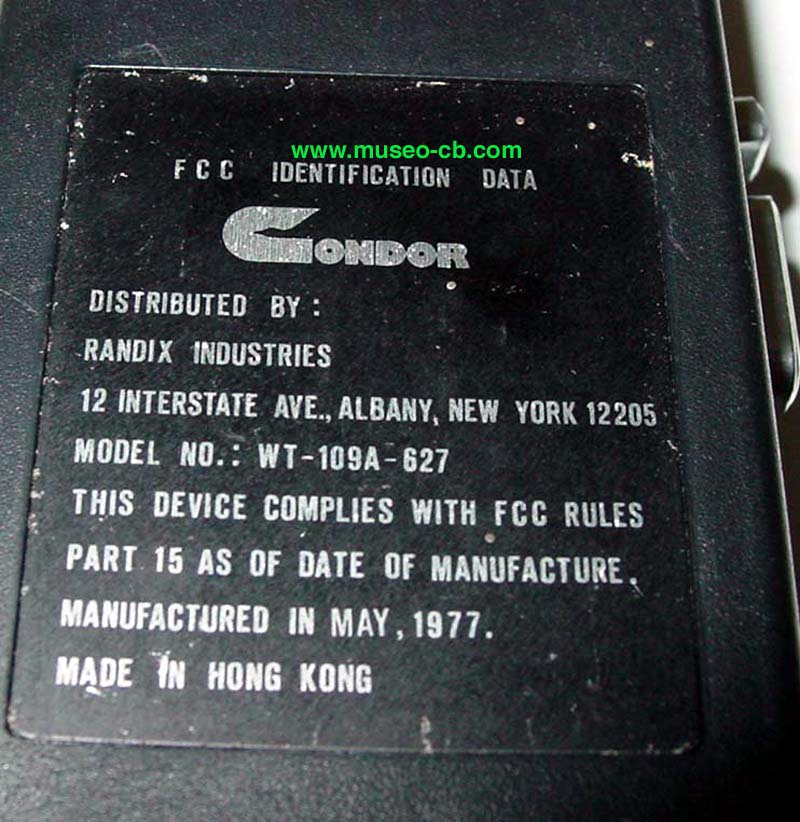 www.museo-cb.com
FCC IDENTIFICATION DATA
CONDOR
DISTRIBUTED BY :
RANDIX INDUSTRIES
12 INTERSTATE AVE., ALBANY, NEW YORK 12205
MODEL NO.: WT-109A-627
THIS DEVICE COMPLIES WITH FCC RULES
PART 15 AS OF DATE OF MANUFACTURE.
MANUFACTURED IN MAY, 1977.
MADE IN HONG KONG